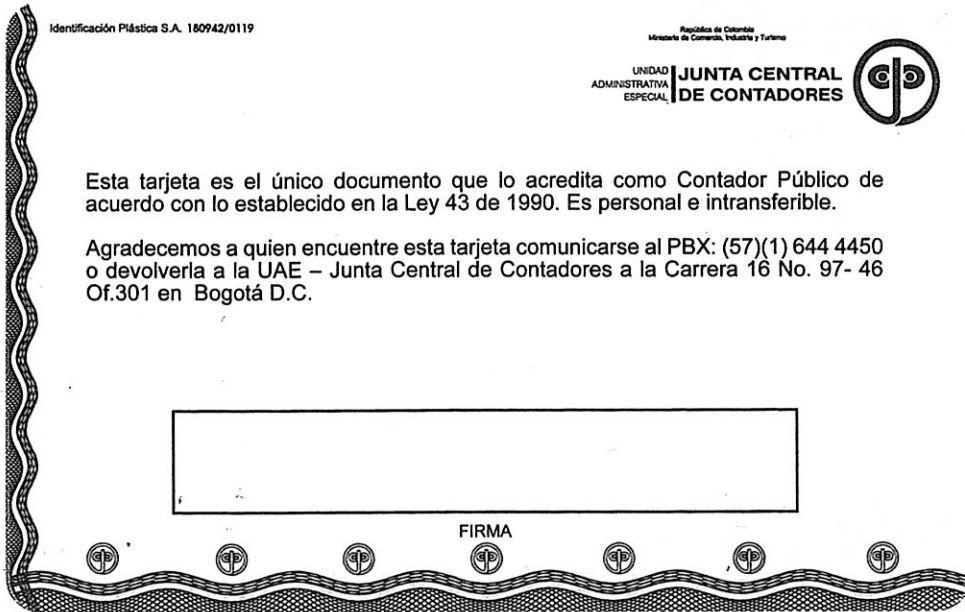 Identificación Plástica S.A. 180942/0119
República de Colombia
Ministerio de Comercio, Industria y Turismo
UNIDAD
ADMINISTRATIVA
ESPECIAL
JUNTA CENTRAL
DE CONTADORES
Esta tarjeta es el único documento que lo acredita como Contador Público de
acuerdo con lo establecido en la Ley 43 de 1990. Es personal e intransferible.
Agradecemos a quien encuentre esta tarjeta comunicarse al PBX: (57)(1) 644 4450
o devolverla a la UAE – Junta Central de Contadores a la Carrera 16 No. 97- 46
Of.301 en Bogotá D.C.
FIRMA